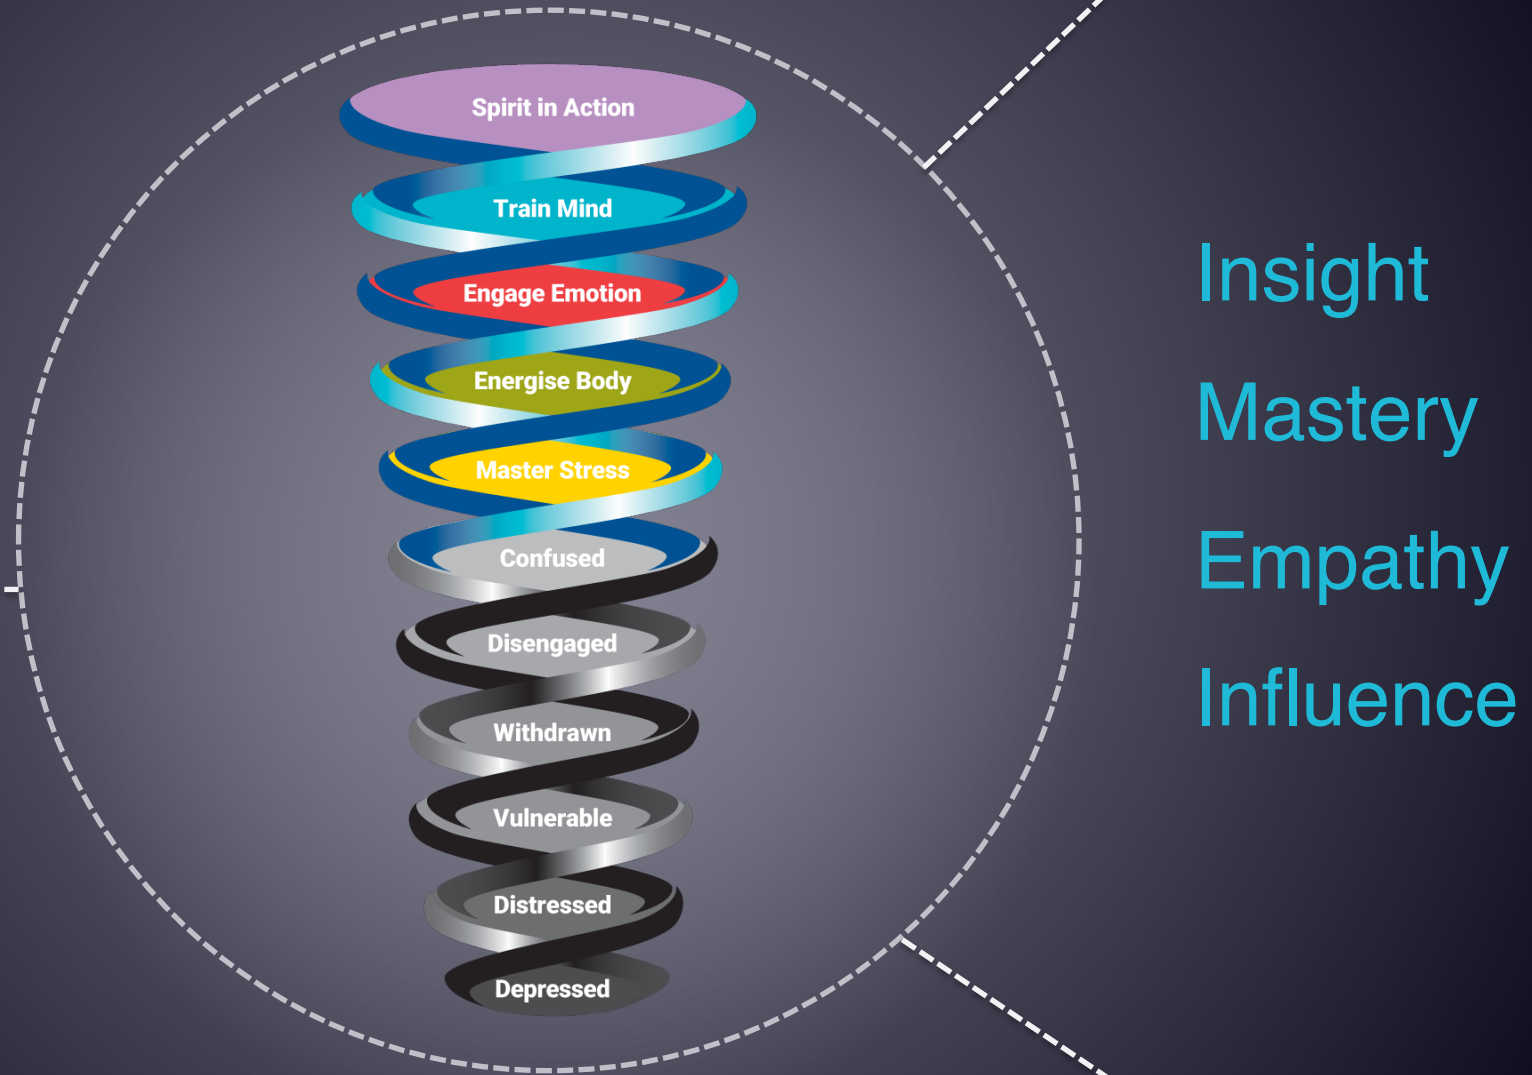 Spirit in Action
Train Mind
Engage Emotion
Energise Body
Master Stress
Confused
Disengaged
Withdrawn
Vulnerable
Distressed
Depressed
Insight
Mastery
Empathy
Influence